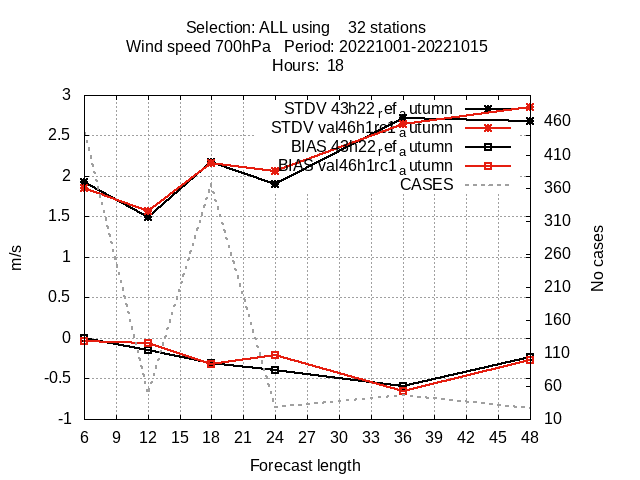 Selection: ALL using    32 stations
Wind speed 700hPa   Period: 20221001-20221015
Hours:  18
3
2.5
2
1.5
1
0.5
0
-0.5
-1
m/s
STDV 43h22_ref_autumn
STDV val46h1rc1_autumn
BIAS 43h22_ref_autumn
BIAS val46h1rc1_autumn
CASES
460
410
360
310
260
210
160
110
60
10
No cases
6 9 12 15 18 21 24 27 30 33 36 39 42 45 48
Forecast length